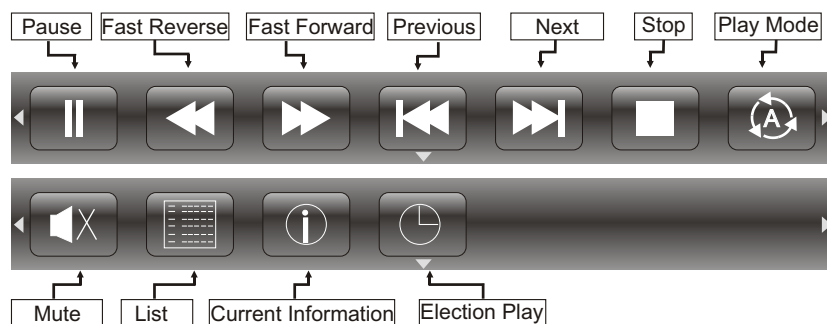 Pause Fast Reverse Fast Forward Previous Next Stop Play Mode
A
Mute List Current Information Election Play